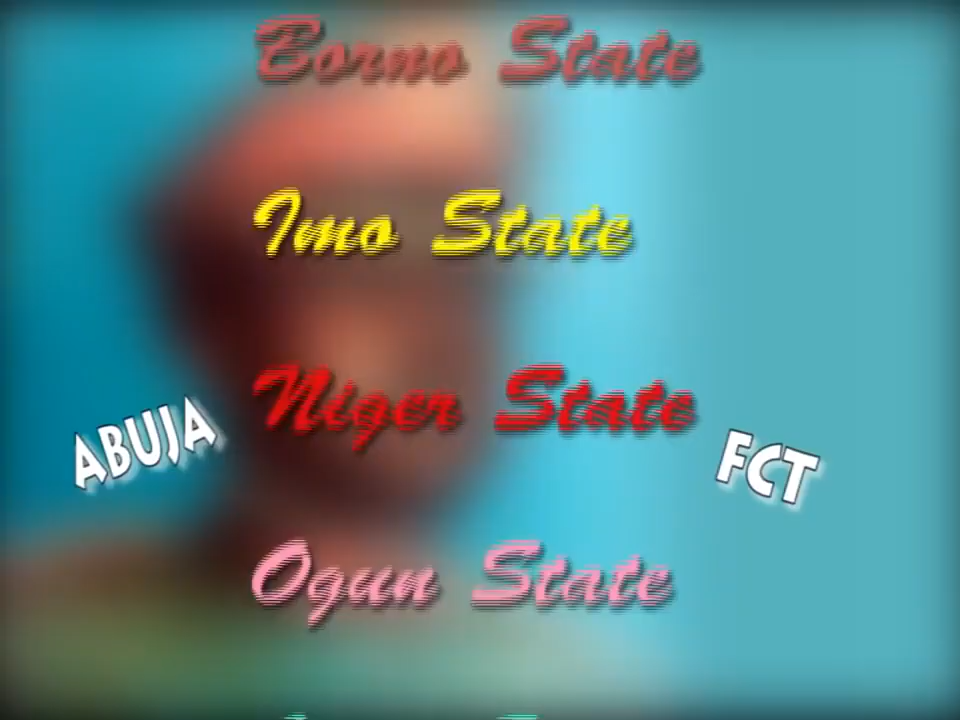 Borno State
Imo State
Niger State
ABUJA
FCT
Ogun State